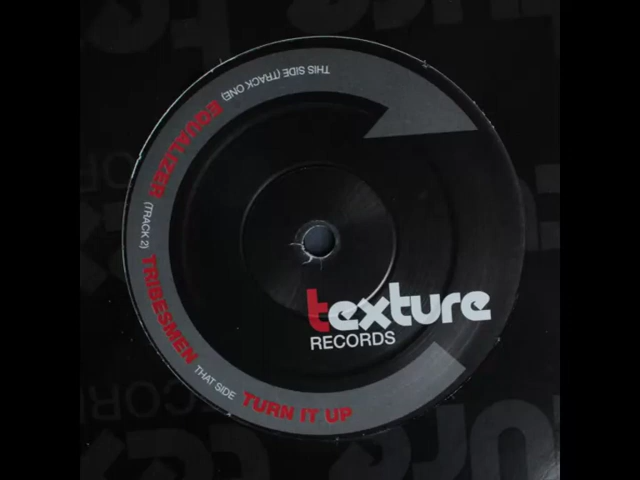 THIS SIDE (TRACK ONE)
EQUALIZER
(TRACK 2)
TRIBESMEN
THAT SIDE
TURN IT UP
texture
RECORDS